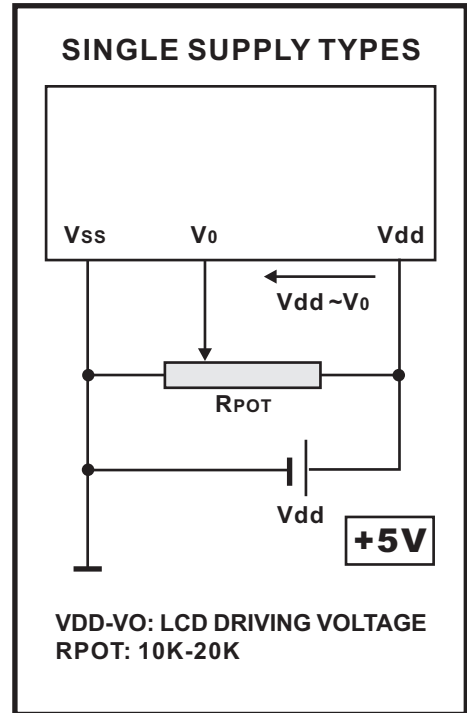 SINGLE SUPPLY TYPES
Vss V0 Vdd
Vdd ~V0
RPOT
Vdd
+5V
VDD-VO: LCD DRIVING VOLTAGE
RPOT: 10K-20K